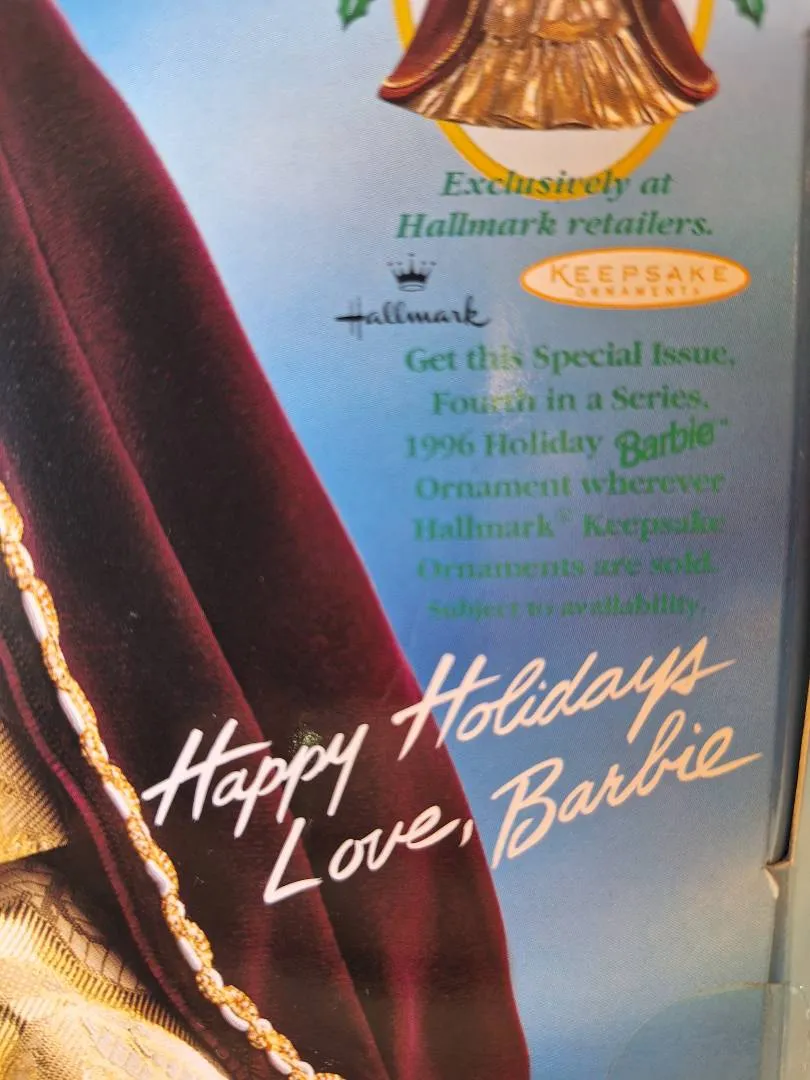 Exclusively at
Hallmark retailers.
Hallmark
KEEPSAKE
ORNAMENTS
Get this Special Issue,
Fourth in a Series,
1996 Holiday Barbie™
Ornament wherever
Hallmark® Keepsake
Ornaments are sold.
Subject to availability.
Happy Holidays
Love, Barbie